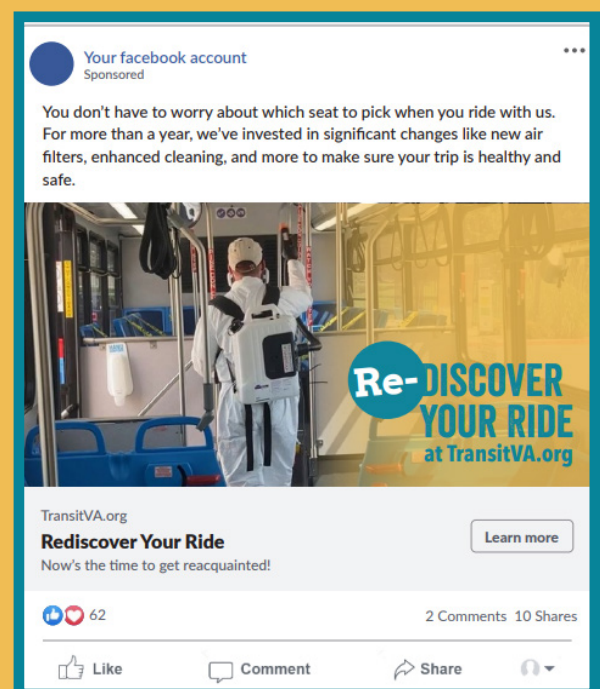 Your facebook account
Sponsored
You don't have to worry about which seat to pick when you ride with us.
For more than a year, we've invested in significant changes like new air
filters, enhanced cleaning, and more to make sure your trip is healthy and
safe.
Re-DISCOVER
YOUR RIDE
at TransitVA.org
TransitVA.org
Rediscover Your Ride
Now's the time to get reacquainted!
Learn more
62
2 Comments 10 Shares
Like
Comment
Share